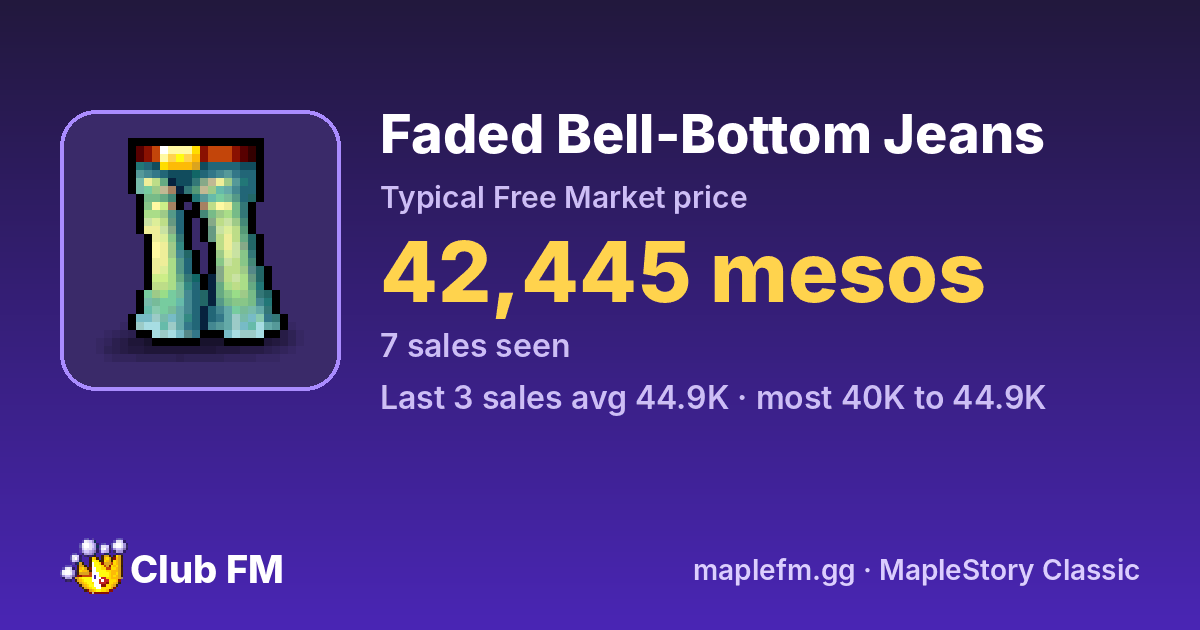 Faded Bell-Bottom Jeans
Typical Free Market price
42,445 mesos
7 sales seen
Last 3 sales avg 44.9K · most 40K to 44.9K
Club FM
maplefm.gg · MapleStory Classic